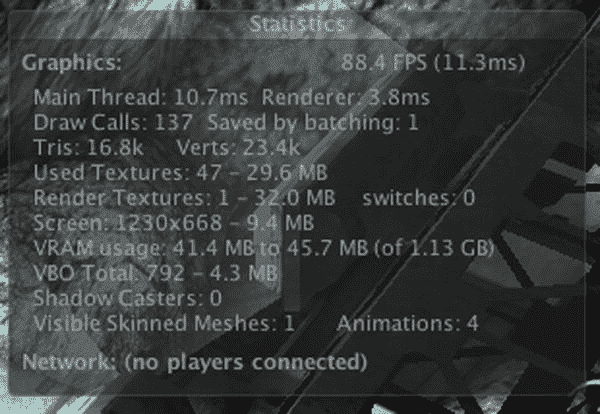 Statistics
Graphics: 88.4 FPS (11.3ms)
Main Thread: 10.7ms Renderer: 3.8ms
Draw Calls: 137 Saved by batching: 1
Tris: 16.8k Verts: 23.4k
Used Textures: 47 – 29.6 MB
Render Textures: 1 – 32.0 MB switches: 0
Screen: 1230x668 – 9.4 MB
VRAM usage: 41.4 MB to 45.7 MB (of 1.13 GB)
VBO Total: 792 – 4.3 MB
Shadow Casters: 0
Visible Skinned Meshes: 1 Animations: 4
Network: (no players connected)